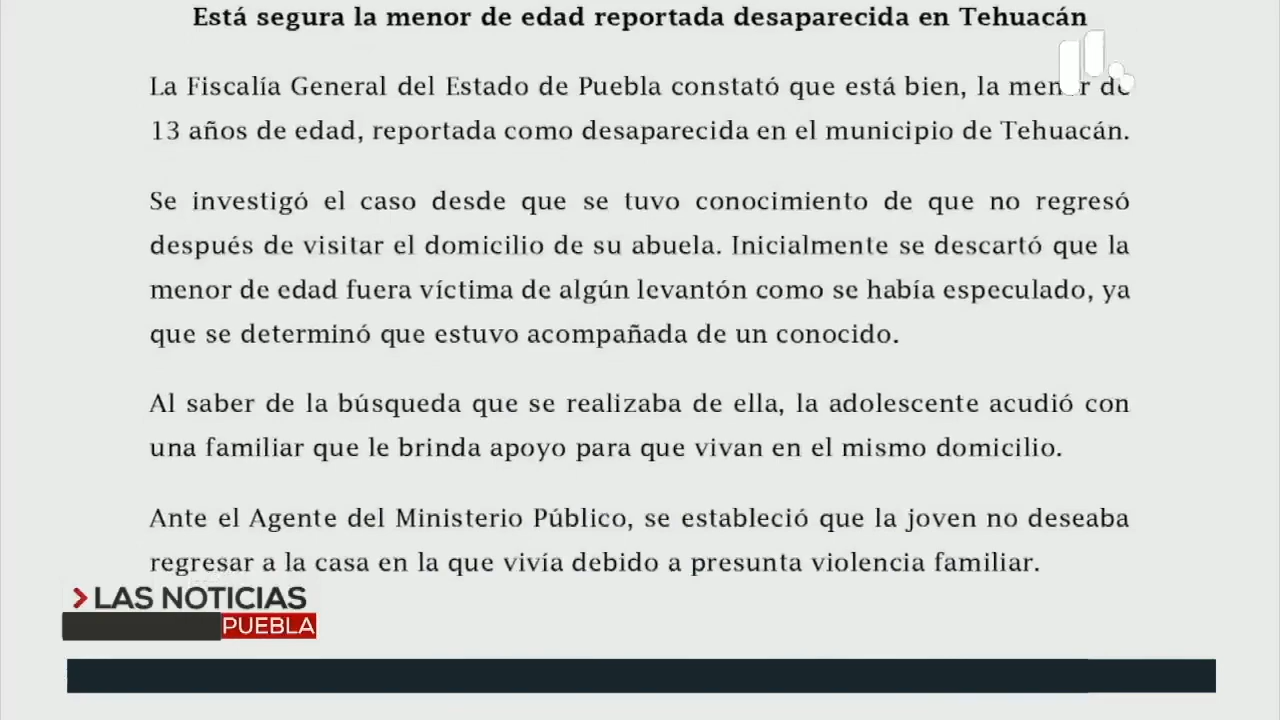 Está segura la menor de edad reportada desaparecida en Tehuacán
La Fiscalía General del Estado de Puebla constató que está bien, la menor de
13 años de edad, reportada como desaparecida en el municipio de Tehuacán.
Se investigó el caso desde que se tuvo conocimiento de que no regresó
después de visitar el domicilio de su abuela. Inicialmente se descartó que la
menor de edad fuera víctima de algún levantón como se había especulado, ya
que se determinó que estuvo acompañada de un conocido.
Al saber de la búsqueda que se realizaba de ella, la adolescente acudió con
una familiar que le brinda apoyo para que vivan en el mismo domicilio.
Ante el Agente del Ministerio Público, se estableció que la joven no deseaba
regresar a la casa en la que vivía debido a presunta violencia familiar.
LAS NOTICIAS
PUEBLA